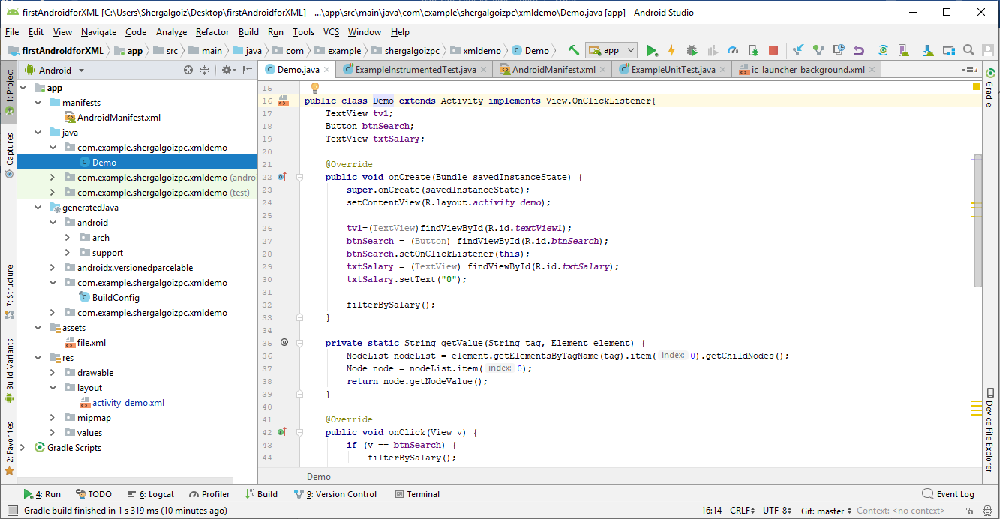 firstAndroidforXML [C:\Users\Shergalgoiz\Desktop\firstAndroidforXML] - ...\app\src\main\java\com\example\shergalgoizpc\xmldemo\Demo.java [app] - Android Studio
File Edit View Navigate Code Analyze Refactor Build Run Tools VCS Window Help
firstAndroidforXML app src main java com example shergalgoizpc xmldemo Demo app
Android
Demo.java ExampleInstrumentedTest.java AndroidManifest.xml ExampleUnitTest.java ic_launcher_background.xml 3
1: Project
Captures
7: Structure
Build Variants
2: Favorites
app
manifests
AndroidManifest.xml
java
com.example.shergalgoizpc.xmldemo
Demo
com.example.shergalgoizpc.xmldemo (androi
com.example.shergalgoizpc.xmldemo (test)
generatedJava
android
arch
support
androidx.versionedparcelable
com.example.shergalgoizpc.xmldemo
BuildConfig
com.example.shergalgoizpc.xmldemo
assets
file.xml
res
drawable
layout
activity_demo.xml
mipmap
values
Gradle Scripts
15
16 public class Demo extends Activity implements View.OnClickListener{
17 TextView tv1;
18 Button btnSearch;
19 TextView txtSalary;
20
21 @Override
22 public void onCreate(Bundle savedInstanceState) {
23 super.onCreate(savedInstanceState);
24 setContentView(R.layout.activity_demo);
25
26 tv1=(TextView)findViewById(R.id.textView1);
27 btnSearch = (Button) findViewById(R.id.btnSearch);
28 btnSearch.setOnClickListener(this);
29 txtSalary = (TextView) findViewById(R.id.txtSalary);
30 txtSalary.setText("0");
31
32 filterBySalary();
33 }
34
35 @ private static String getValue(String tag, Element element) {
36 NodeList nodeList = element.getElementsByTagName(tag).item( index: 0).getChildNodes();
37 Node node = nodeList.item( index: 0);
38 return node.getNodeValue();
39 }
40
41 @Override
42 public void onClick(View v) {
43 if (v == btnSearch) {
44 filterBySalary();
Demo
Gradle
Device File Explorer
4: Run TODO 6: Logcat Profiler Build 9: Version Control Terminal Event Log
Gradle build finished in 1 s 319 ms (10 minutes ago) 16:14 CRLF UTF-8 Git: master Context: <no context>